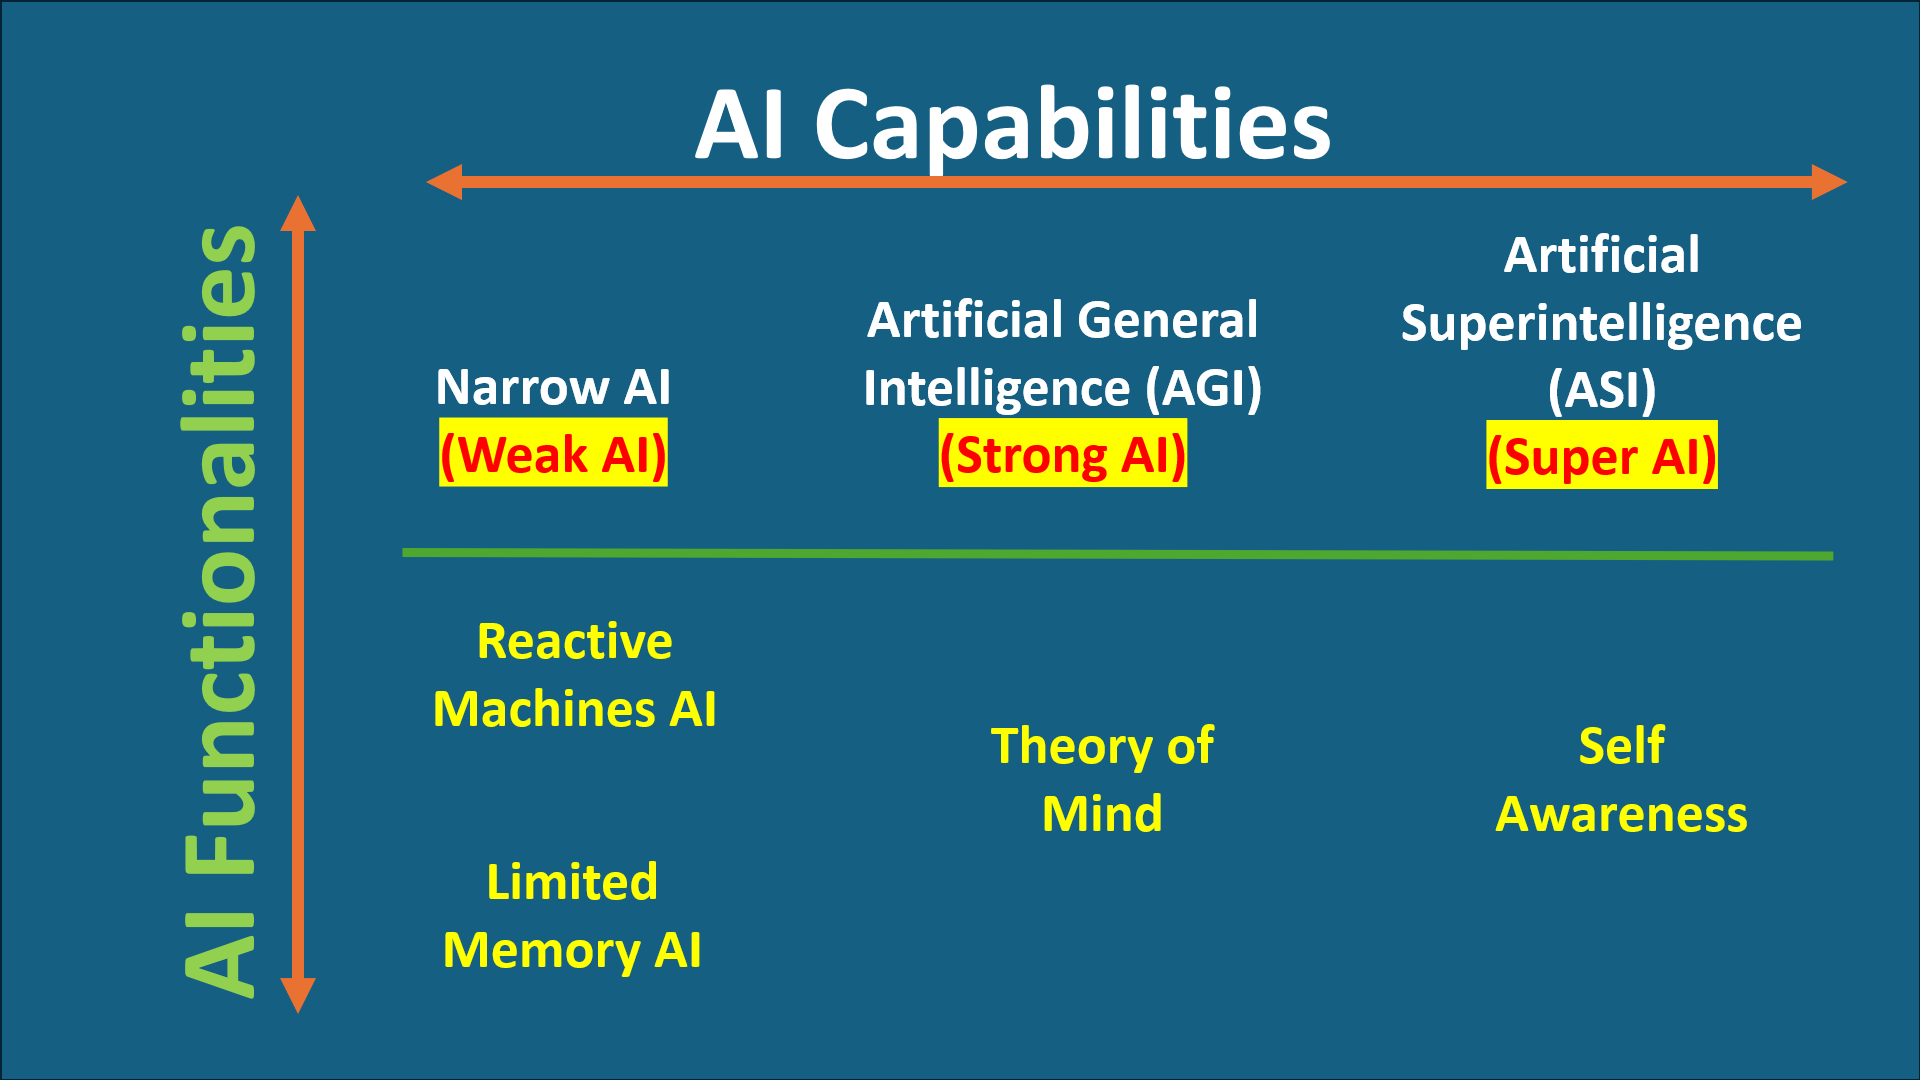 AI Capabilities
AI Functionalities
Narrow AI
(Weak AI)
Artificial General
Intelligence (AGI)
(Strong AI)
Artificial
Superintelligence
(ASI)
(Super AI)
Reactive
Machines AI
Limited
Memory AI
Theory of
Mind
Self
Awareness